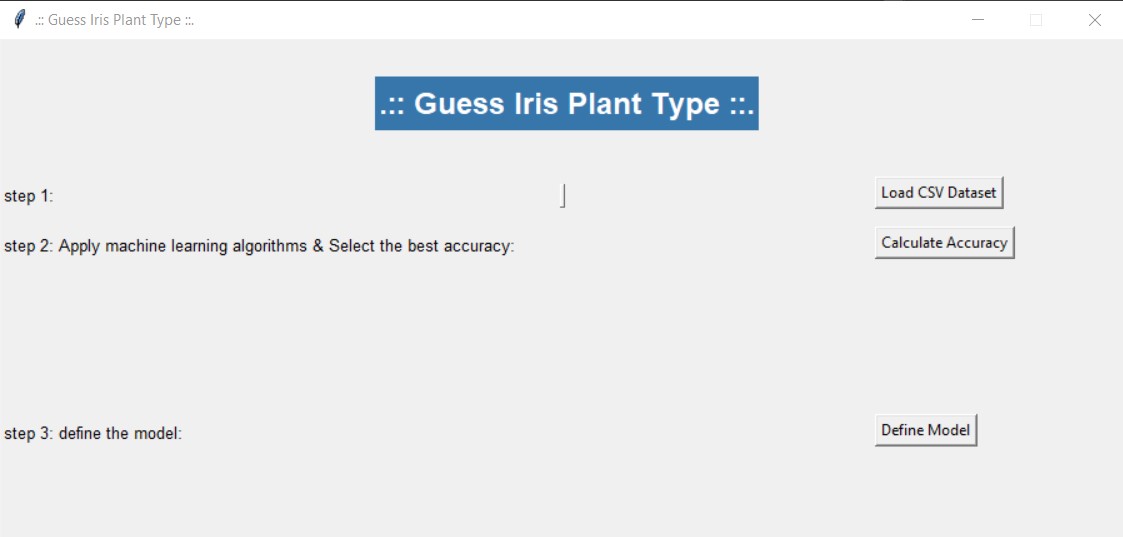 .:: Guess Iris Plant Type ::.
.:: Guess Iris Plant Type ::.
step 1:
Load CSV Dataset
step 2: Apply machine learning algorithms & Select the best accuracy:
Calculate Accuracy
step 3: define the model:
Define Model